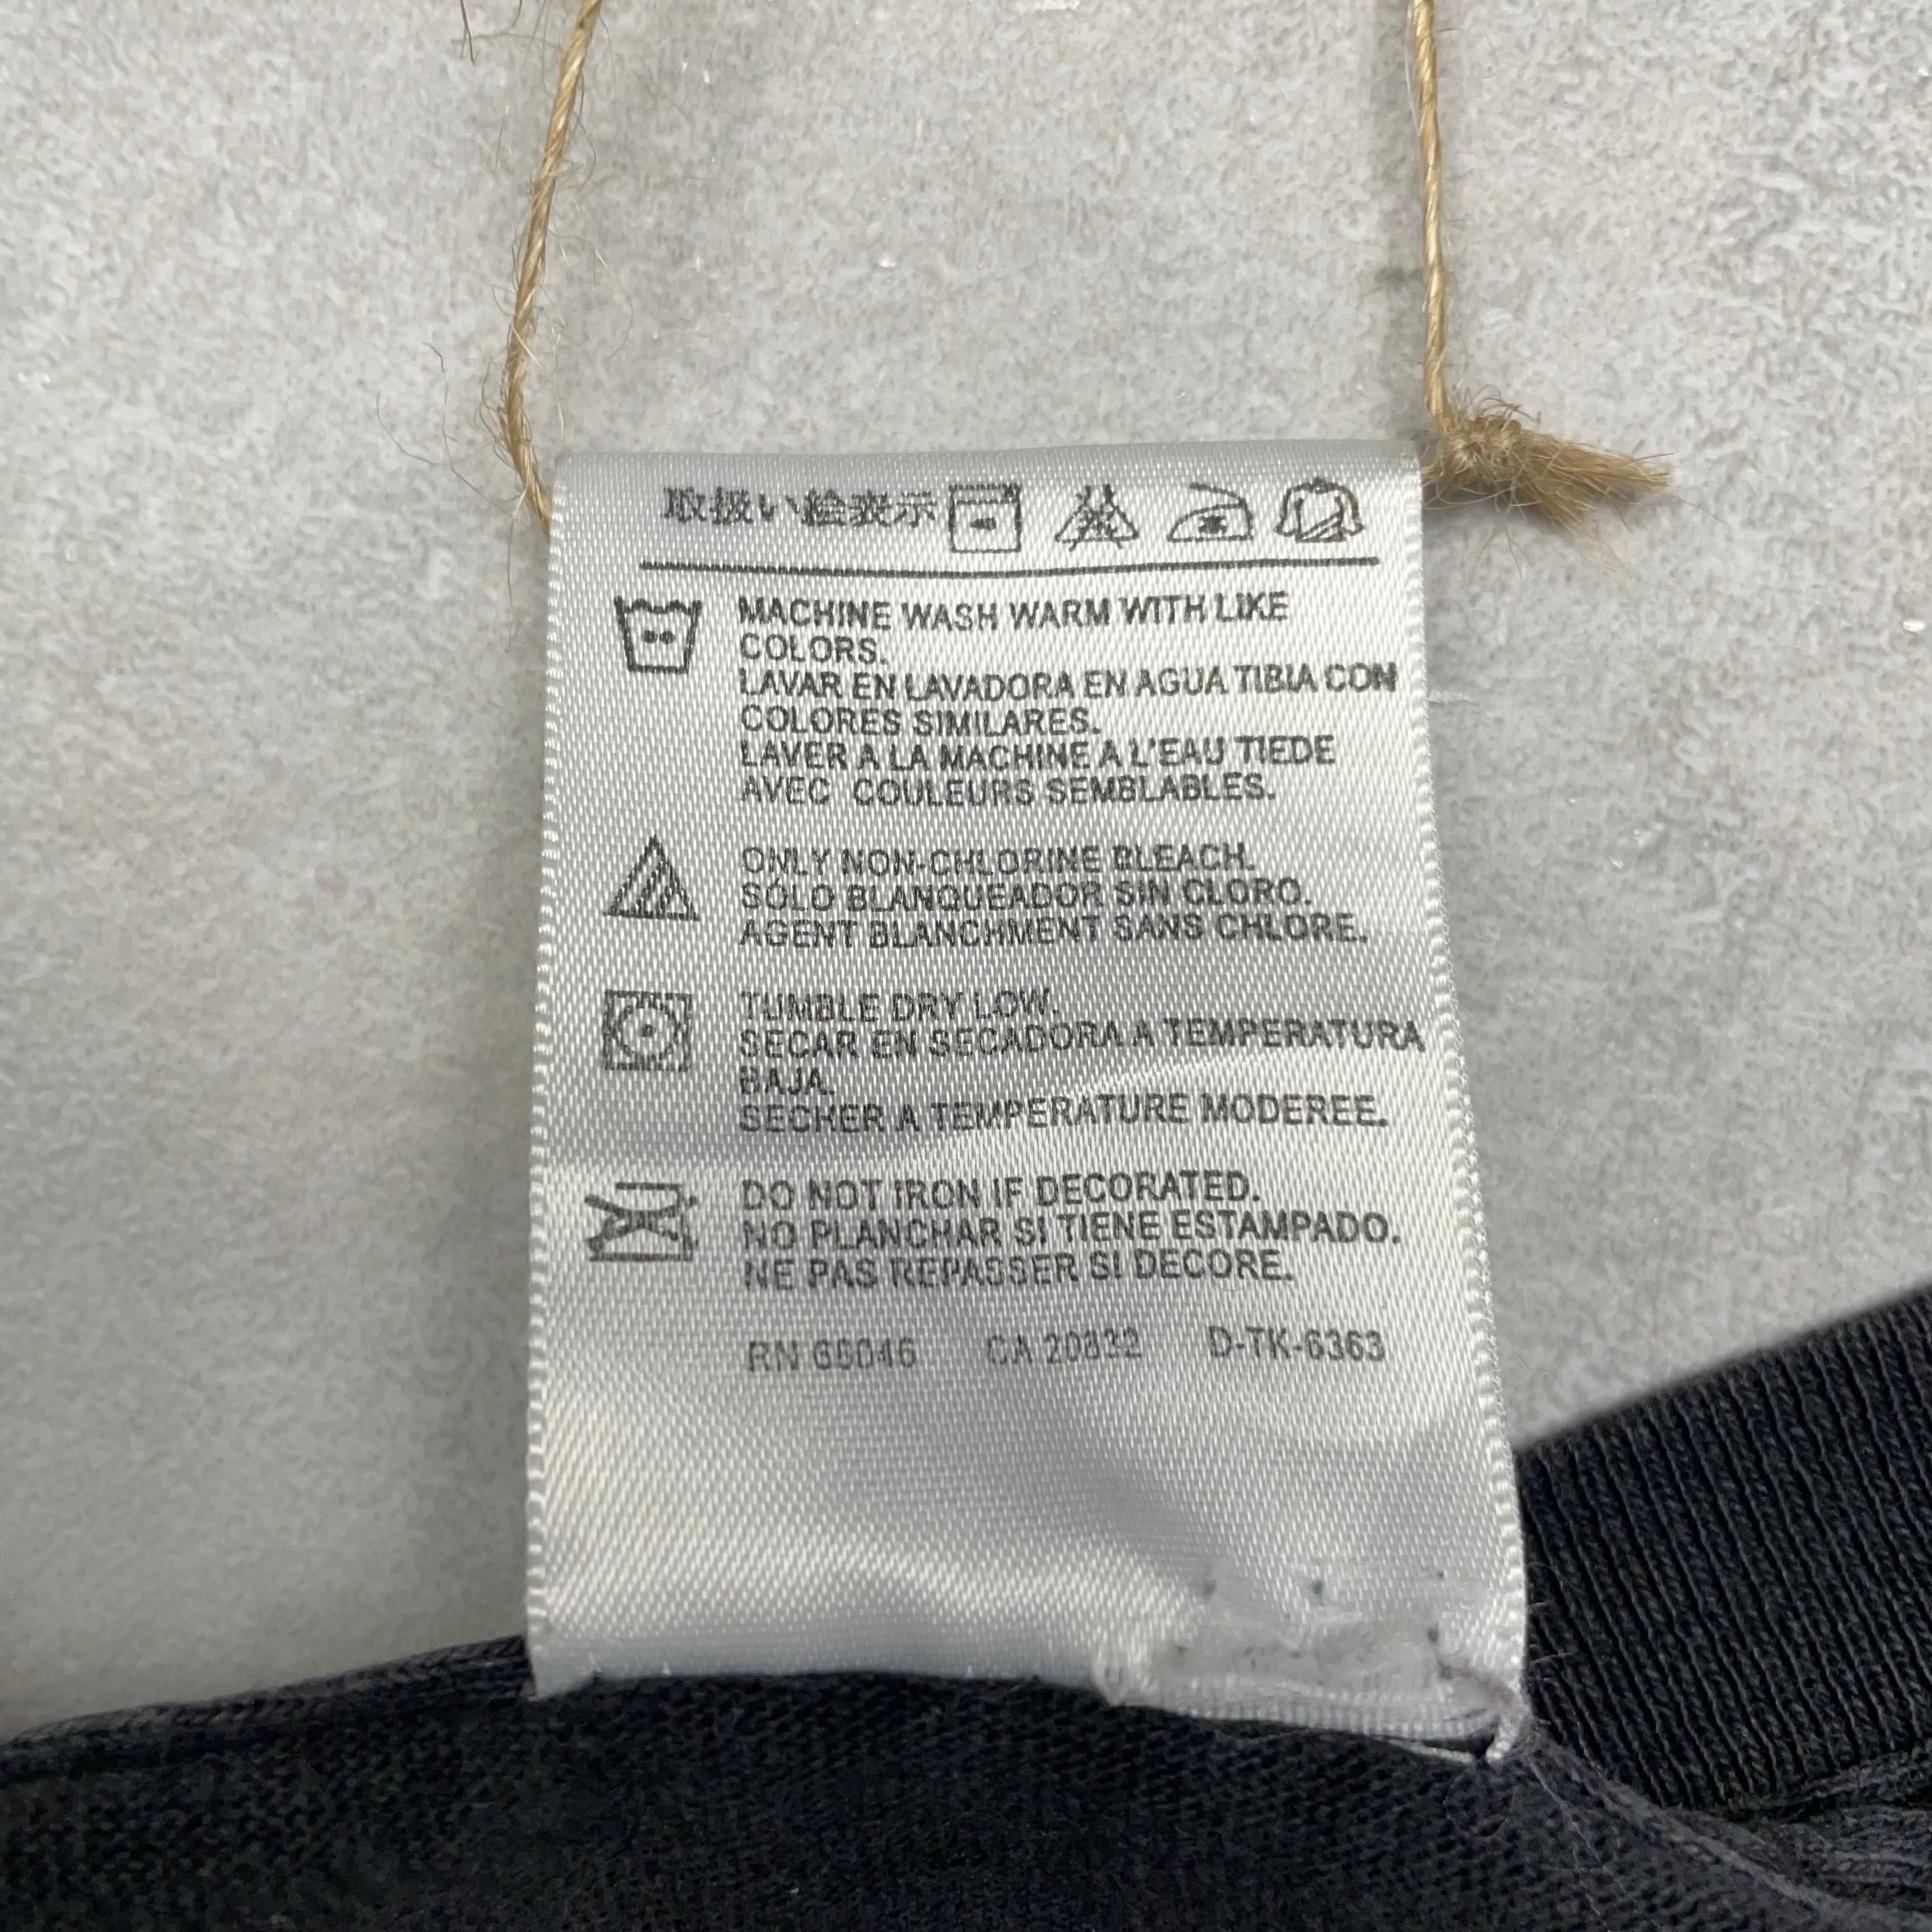 取扱い絵表示
MACHINE WASH WARM WITH LIKE
COLORS.
LAVAR EN LAVADORA EN AGUA TIBIA CON
COLORES SIMILARES.
LAVER A LA MACHINE A L'EAU TIEDE
AVEC COULEURS SEMBLABLES.
ONLY NON-CHLORINE BLEACH.
SÓLO BLANQUEADOR SIN CLORO.
AGENT BLANCHMENT SANS CHLORE.
TUMBLE DRY LOW.
SECAR EN SECADORA A TEMPERATURA
BAJA.
SECHER A TEMPERATURE MODEREE.
DO NOT IRON IF DECORATED.
NO PLANCHAR SI TIENE ESTAMPADO.
NE PAS REPASSER SI DECORE.
RN CA D-TK-6363